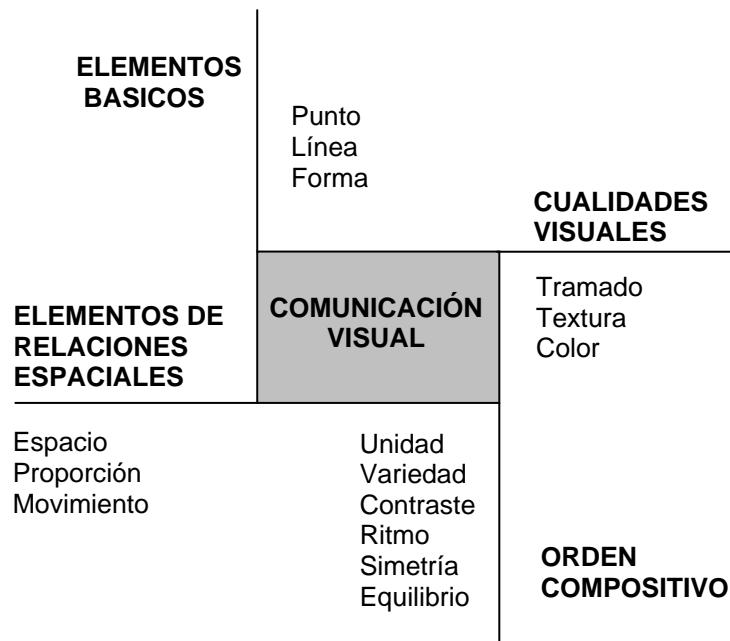 ELEMENTOS
BASICOS
Punto
Línea
Forma
CUALIDADES
VISUALES
Tramado
Textura
Color
COMUNICACIÓN
VISUAL
ELEMENTOS DE
RELACIONES
ESPACIALES
Espacio
Proporción
Movimiento
Unidad
Variedad
Contraste
Ritmo
Simetría
Equilibrio
ORDEN
COMPOSITIVO